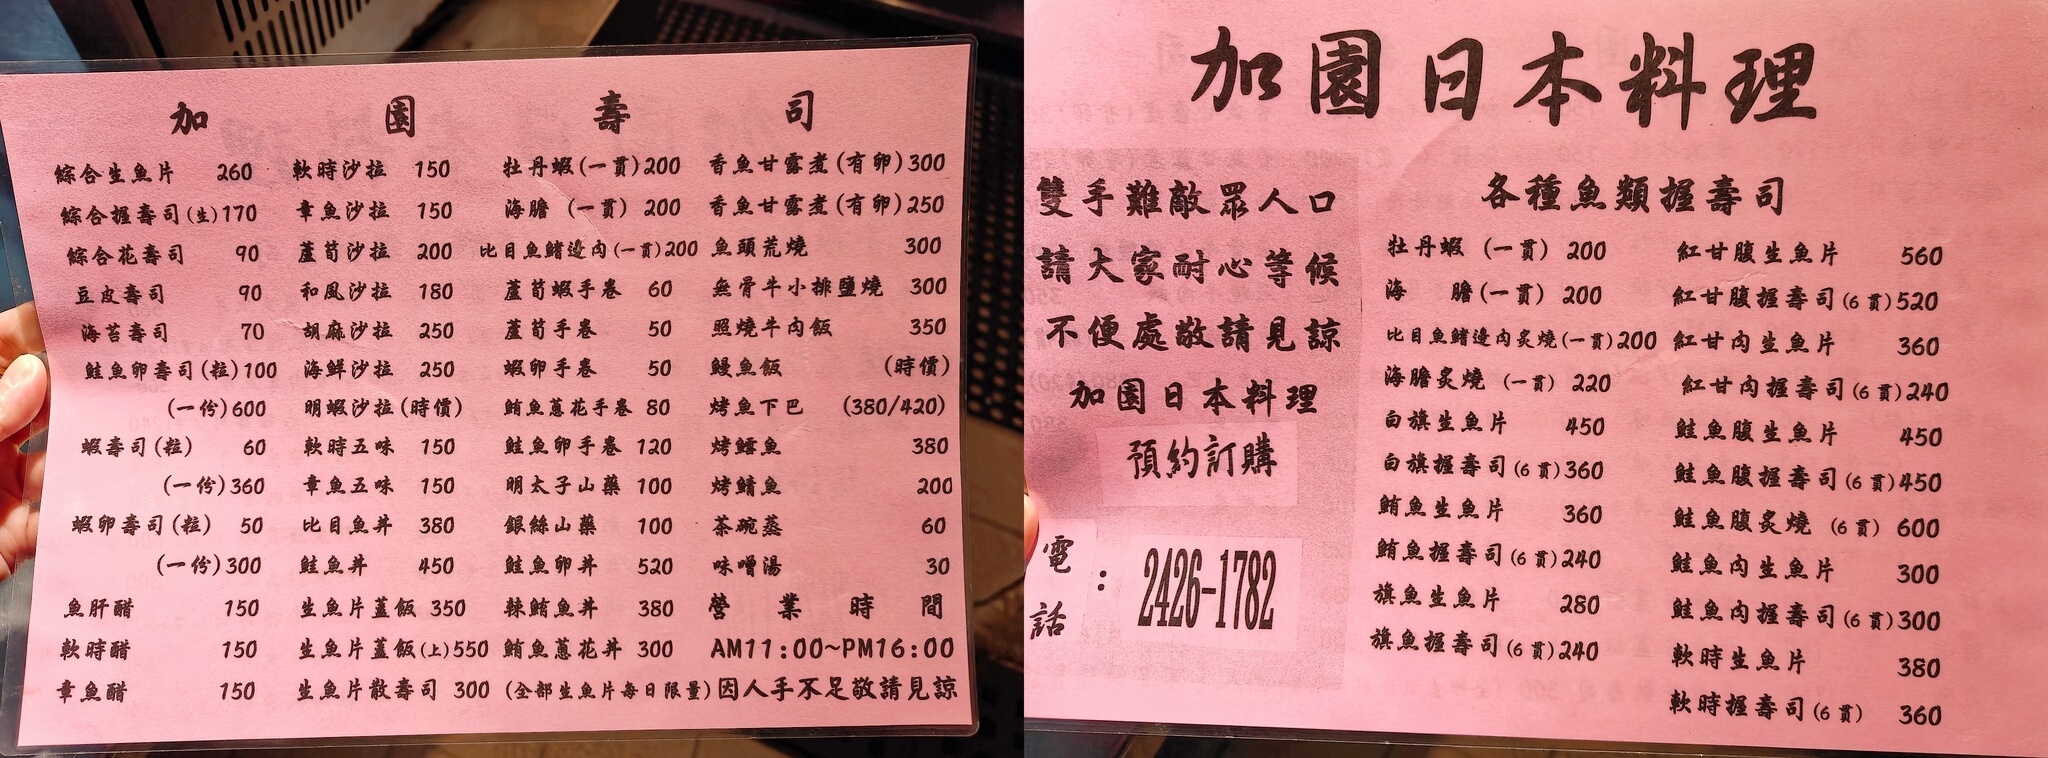 加園壽司
綜合生魚片 260
綜合握壽司(生)170
綜合花壽司 90
豆皮壽司 90
海苔壽司 70
鮭魚卵壽司(粒)100
(一份)600
蝦壽司(粒) 60
(一份)360
蝦卵壽司(粒) 50
(一份)300
魚肝醋 150
軟時醋 150
章魚醋 150
軟時沙拉 150
章魚沙拉 150
蘆荀沙拉 200
和風沙拉 180
胡麻沙拉 250
海鮮沙拉 250
明蝦沙拉(時價)
軟時五味 150
章魚五味 150
比目魚丼 380
鮭魚丼 450
生魚片蓋飯 350
生魚片蓋飯(上)550
生魚片散壽司 300
牡丹蝦(一貫)200
海膽 (一貫) 200
比目魚鰭邊肉(一貫)200
蘆荀蝦手卷 60
蘆荀手卷 50
蝦卵手卷 50
鮪魚蔥花手卷 80
鮭魚卵手卷 120
明太子山藥 100
銀絲山藥 100
鮭魚卵丼 520
辣鮪魚丼 380
鮪魚蔥花丼 300
(全部生魚片每日限量)
香魚甘露煮(有卵)300
香魚甘露煮(有卵)250
魚頭荒燒 300
無骨牛小排鹽燒 300
照燒牛肉飯 350
鰻魚飯 (時價)
烤魚下巴 (380/420)
烤鱈魚 380
烤鯖魚 200
茶碗蒸 60
味噌湯 30
營業時間
AM11:00~PM16:00
因人手不足敬請見諒
加園日本料理
雙手難敵眾人口
請大家耐心等候
不便處敬請見諒
加園日本料理
預約訂購
電話：2426-1782
各種魚類握壽司
牡丹蝦 (一貫) 200
海膽(一貫) 200
比目魚鰭邊肉炙燒(一貫)200
海膽炙燒 (一貫) 220
白旗生魚片 450
白旗握壽司(6貫)360
鮪魚生魚片 360
鮪魚握壽司(6貫)240
旗魚生魚片 280
旗魚握壽司(6貫)240
紅甘腹生魚片 560
紅甘腹握壽司(6貫)520
紅甘肉生魚片 360
紅甘肉握壽司(6貫)240
鮭魚腹生魚片 450
鮭魚腹握壽司(6貫)450
鮭魚腹炙燒 (6貫) 600
鮭魚肉生魚片 300
鮭魚肉握壽司(6貫)300
軟時生魚片 380
軟時握壽司(6貫) 360